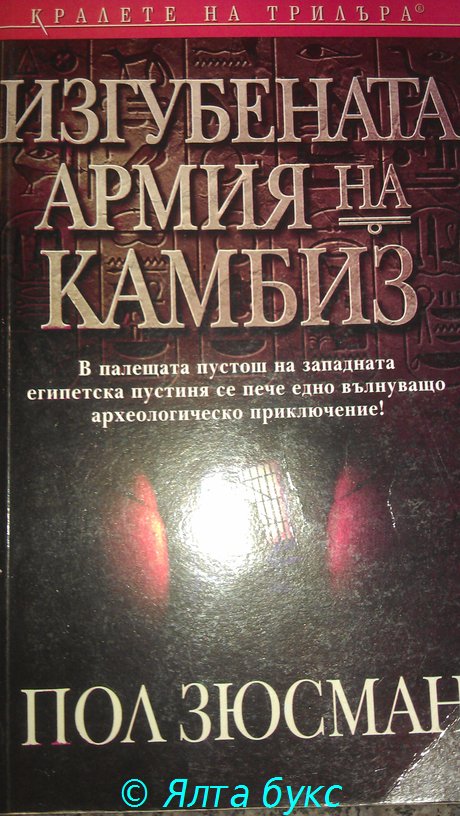 КРАЛЕТЕ НА ТРИЛЪРА®
ИЗГУБЕНАТА
АРМИЯ НА
КАМБИЗ
В палещата пустош на западната
египетска пустиня се пече едно вълнуващо
археологическо приключение!
ПОЛ ЗЮСМАН
© Ялта букс